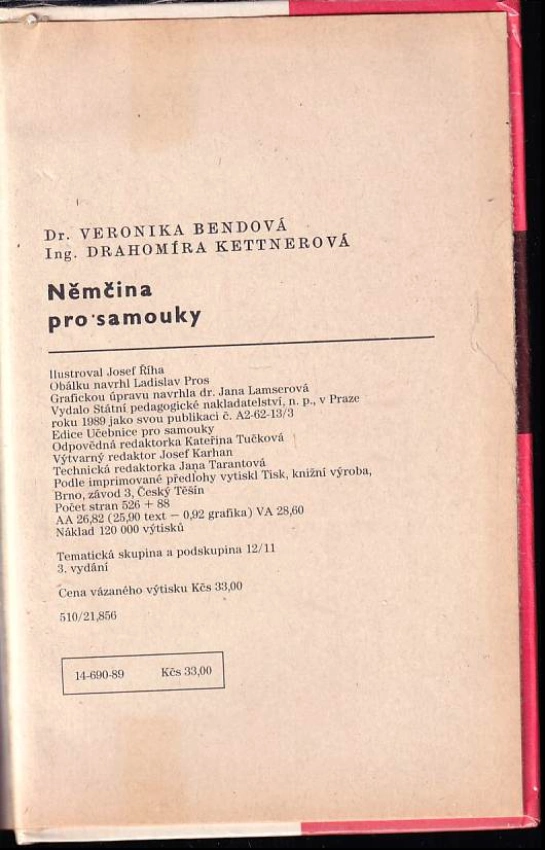 Dr. VERONIKA BENDOVÁ
Ing. DRAHOMÍRA KETTNEROVÁ
Němčina
pro samouky
Ilustroval Josef Říha
Obálku navrhl Ladislav Pros
Grafickou úpravu navrhla dr. Jana Lamserová
Vydalo Státní pedagogické nakladatelství, n. p., v Praze
roku 1989 jako svou publikaci č. A2-62-13/3
Edice Učebnice pro samouky
Odpovědná redaktorka Kateřina Tučková
Výtvarný redaktor Josef Karhan
Technická redaktorka Jana Tarantová
Podle imprimované předlohy vytiskl Tisk, knižní výroba,
Brno, závod 3, Český Těšín
Počet stran 526 + 88
AA 26,82 (25,90 text — 0,92 grafika) VA 28,60
Náklad 120 000 výtisků
Tematická skupina a podskupina 12/11
3. vydání
Cena vázaného výtisku Kčs 33,00
510/21,856
14-690-89 Kčs 33,00